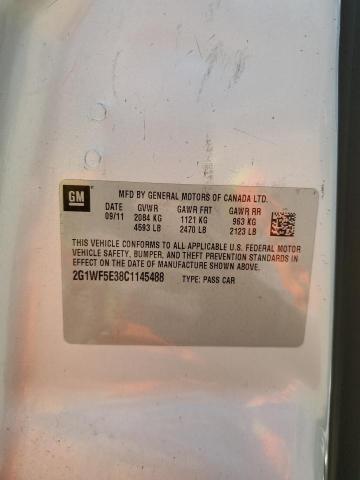 GM
MFD BY GENERAL MOTORS OF CANADA LTD.
DATE GVWR GAWR FRT GAWR RR
09/11 2084 KG 1121 KG 963 KG
4593 LB 2470 LB 2123 LB
THIS VEHICLE CONFORMS TO ALL APPLICABLE U.S. FEDERAL MOTOR
VEHICLE SAFETY, BUMPER, AND THEFT PREVENTION STANDARDS IN
EFFECT ON THE DATE OF MANUFACTURE SHOWN ABOVE.
2G1WF5E38C1145488 TYPE: PASS CAR